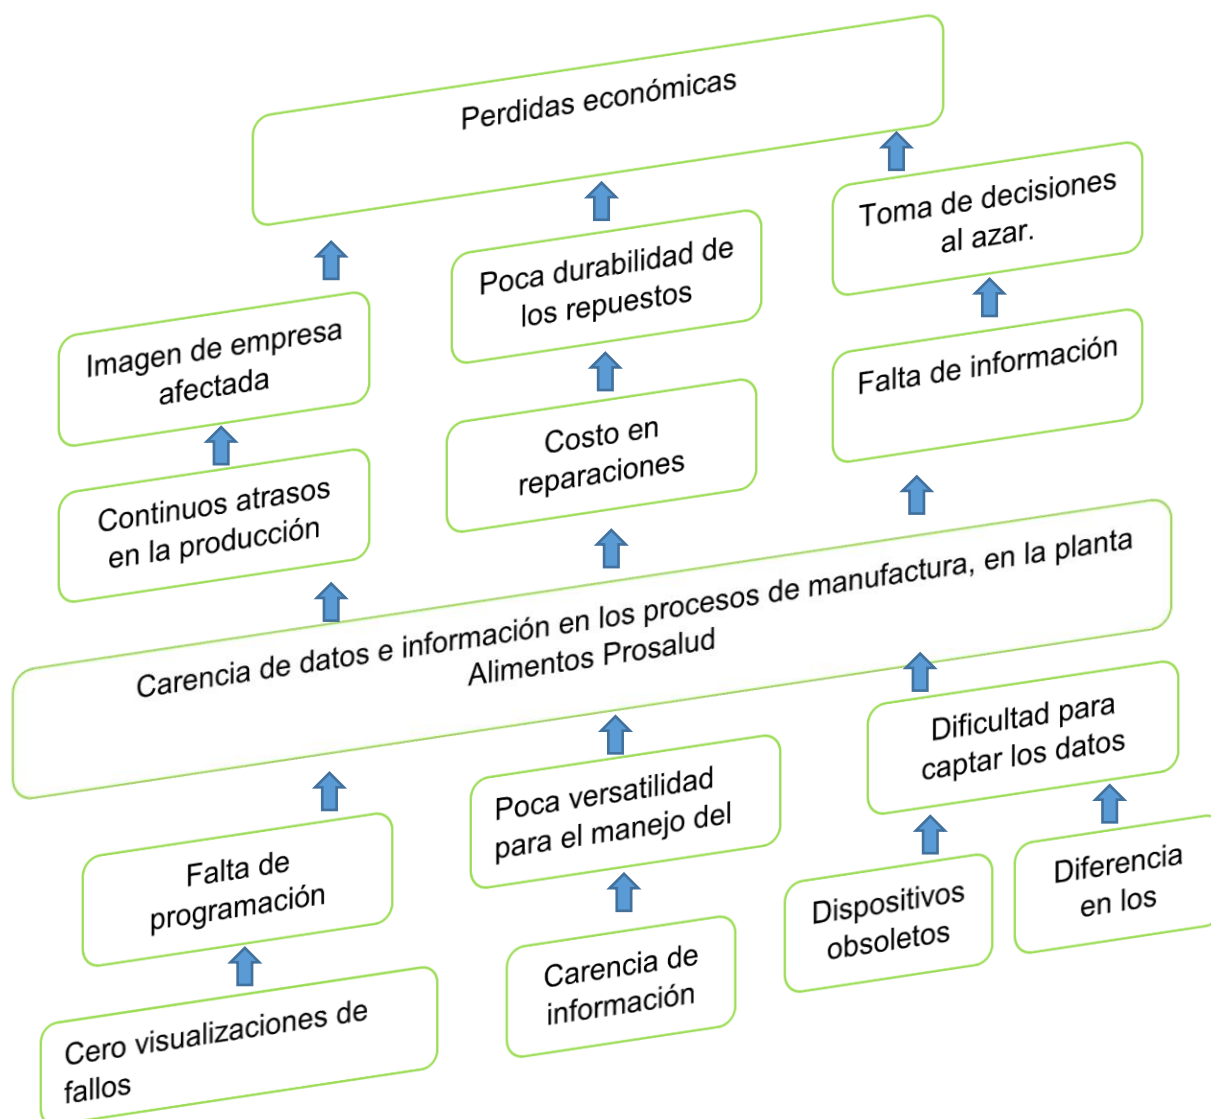 Perdidas económicas
Toma de decisiones
al azar.
Poca durabilidad de
los repuestos
Imagen de empresa
afectada
Falta de información
Costo en
reparaciones
Continuos atrasos
en la producción
Carencia de datos e información en los procesos de manufactura, en la planta
Alimentos Prosalud
Dificultad para
captar los datos
Poca versatilidad
para el manejo del
Falta de
programación
Diferencia
en los
Dispositivos
obsoletos
Carencia de
información
Cero visualizaciones de
fallos